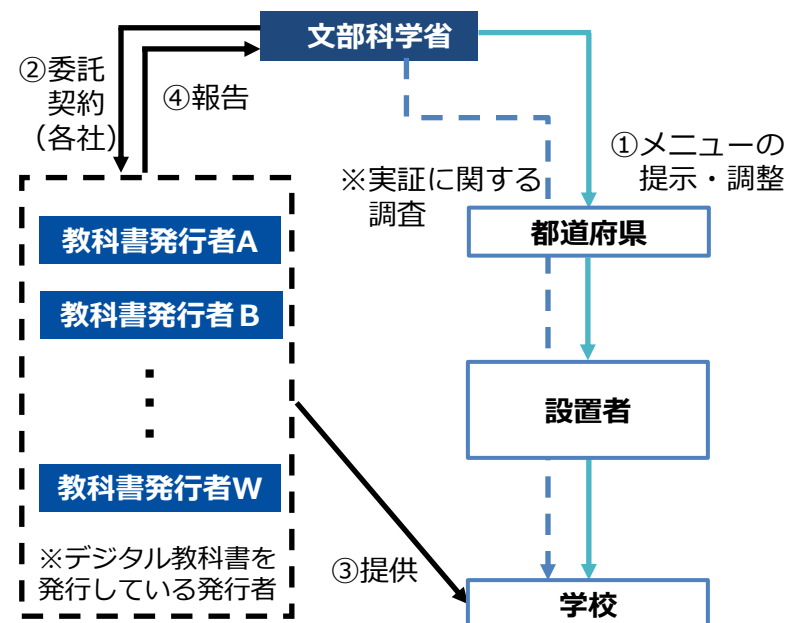 文部科学省
②委託
契約
(各社)
④報告
①メニューの
提示・調整
※実証に関する
調査
都道府県
教科書発行者A
教科書発行者B
設置者
教科書発行者W
※デジタル教科書を
発行している発行者
③提供
学校